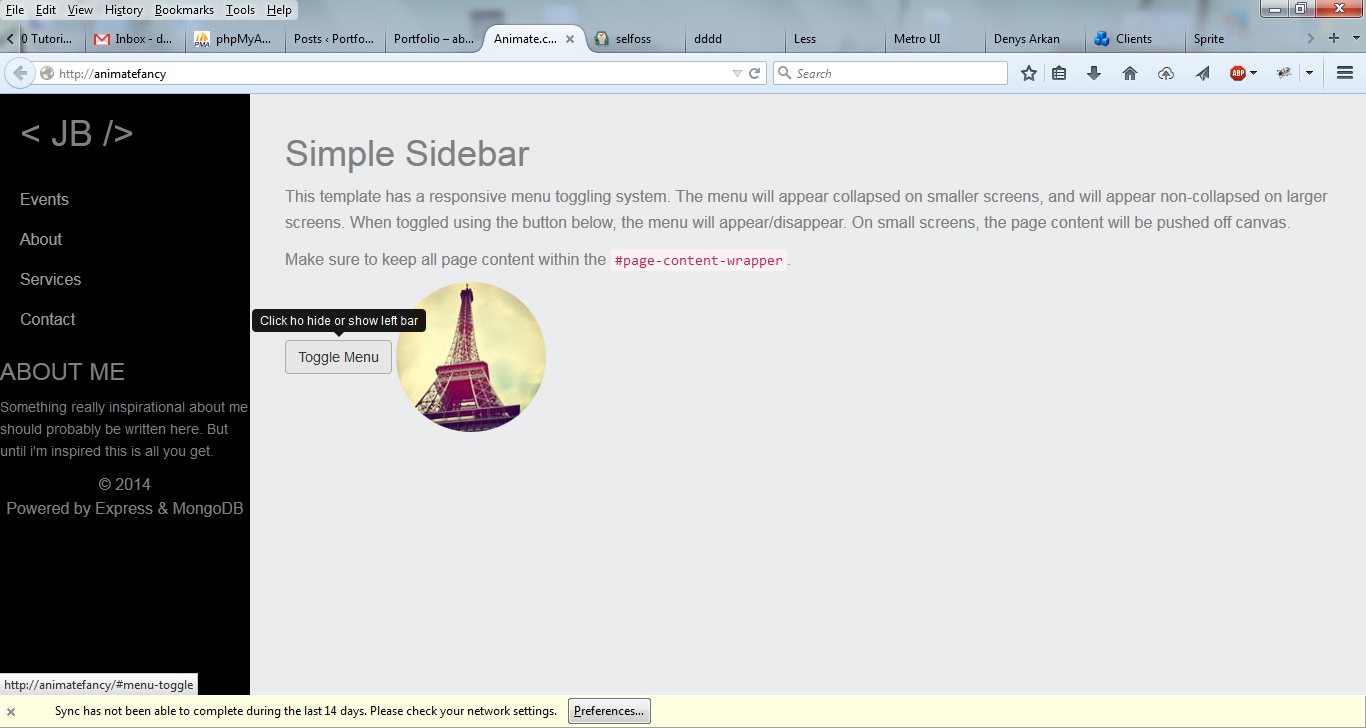 File Edit View History Bookmarks Tools Help
0 Tutori... Inbox - d... phpMyA... Posts ‹ Portfo... Portfolio – ab... Animate.c... selfoss dddd Less Metro UI Denys Arkan Clients Sprite
http://animatefancy Search ABP
< JB />
Events
About
Services
Contact
ABOUT ME
Something really inspirational about me
should probably be written here. But
until i'm inspired this is all you get.
© 2014
Powered by Express & MongoDB
Simple Sidebar
This template has a responsive menu toggling system. The menu will appear collapsed on smaller screens, and will appear non-collapsed on larger
screens. When toggled using the button below, the menu will appear/disappear. On small screens, the page content will be pushed off canvas.
Make sure to keep all page content within the #page-content-wrapper.
Click ho hide or show left bar
Toggle Menu
http://animatefancy/#menu-toggle
Sync has not been able to complete during the last 14 days. Please check your network settings. Preferences...